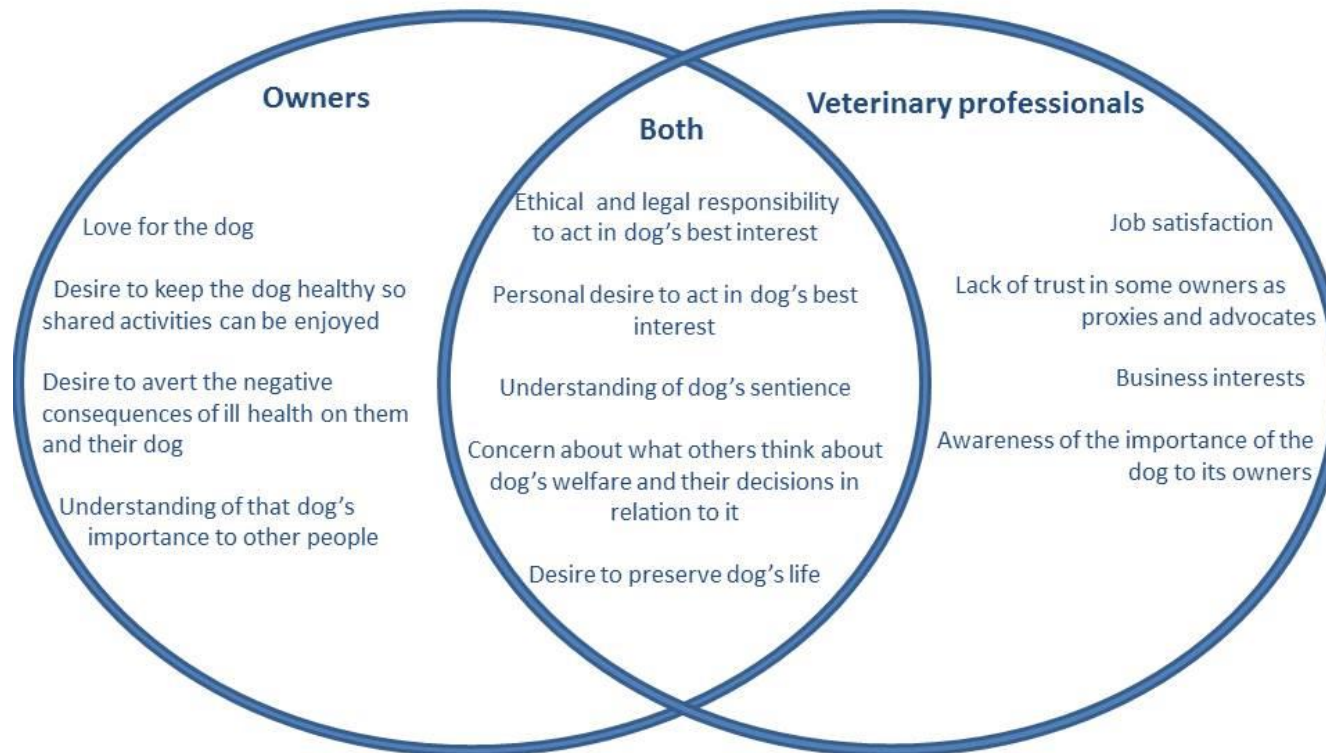 Owners
Love for the dog
Desire to keep the dog healthy so
shared activities can be enjoyed
Desire to avert the negative
consequences of ill health on them
and their dog
Understanding of that dog's
importance to other people
Both
Ethical and legal responsibility
to act in dog's best interest
Personal desire to act in dog's best
interest
Understanding of dog's sentience
Concern about what others think about
dog's welfare and their decisions in
relation to it
Desire to preserve dog's life
Veterinary professionals
Job satisfaction
Lack of trust in some owners as
proxies and advocates
Business interests
Awareness of the importance of the
dog to its owners